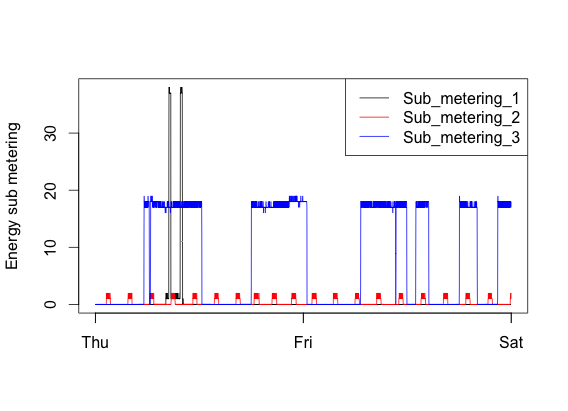 Sub_metering_1
Sub_metering_2
Sub_metering_3
Energy sub metering
30
20
10
0
Thu
Fri
Sat